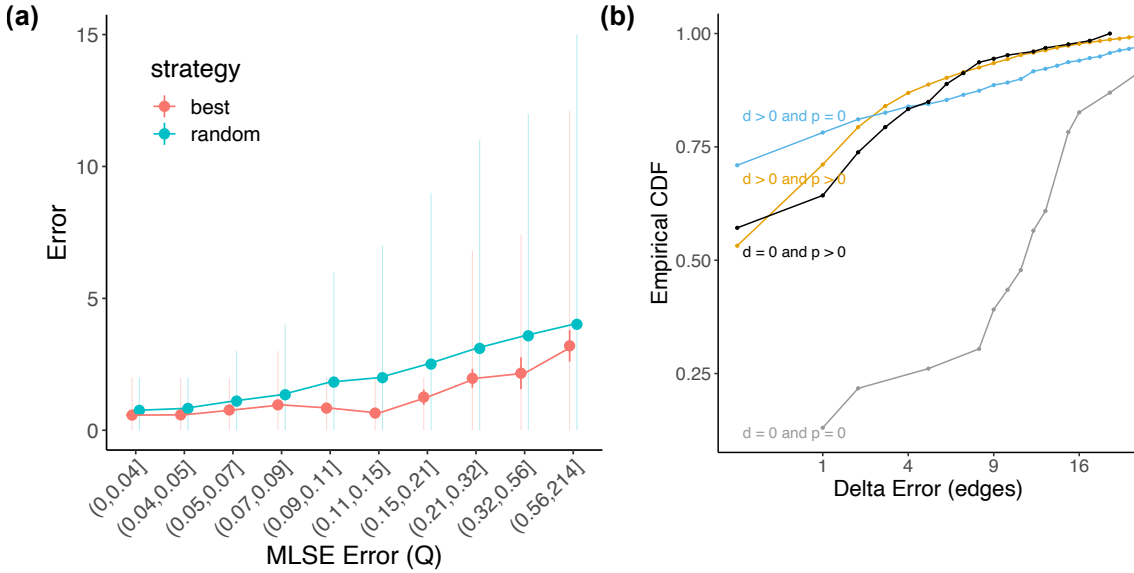 (a)
15
10
5
0
Error
strategy
best
random
(0,0.04]
(0.04,0.05]
(0.05,0.07]
(0.07,0.09]
(0.09,0.11]
(0.11,0.15]
(0.15,0.21]
(0.21,0.32]
(0.32,0.56]
(0.56,214]
MLSE Error (Q)
(b)
1.00
0.75
0.50
0.25
Empirical CDF
d > 0 and p = 0
d > 0 and p > 0
d = 0 and p > 0
d = 0 and p = 0
1
4
9
16
Delta Error (edges)